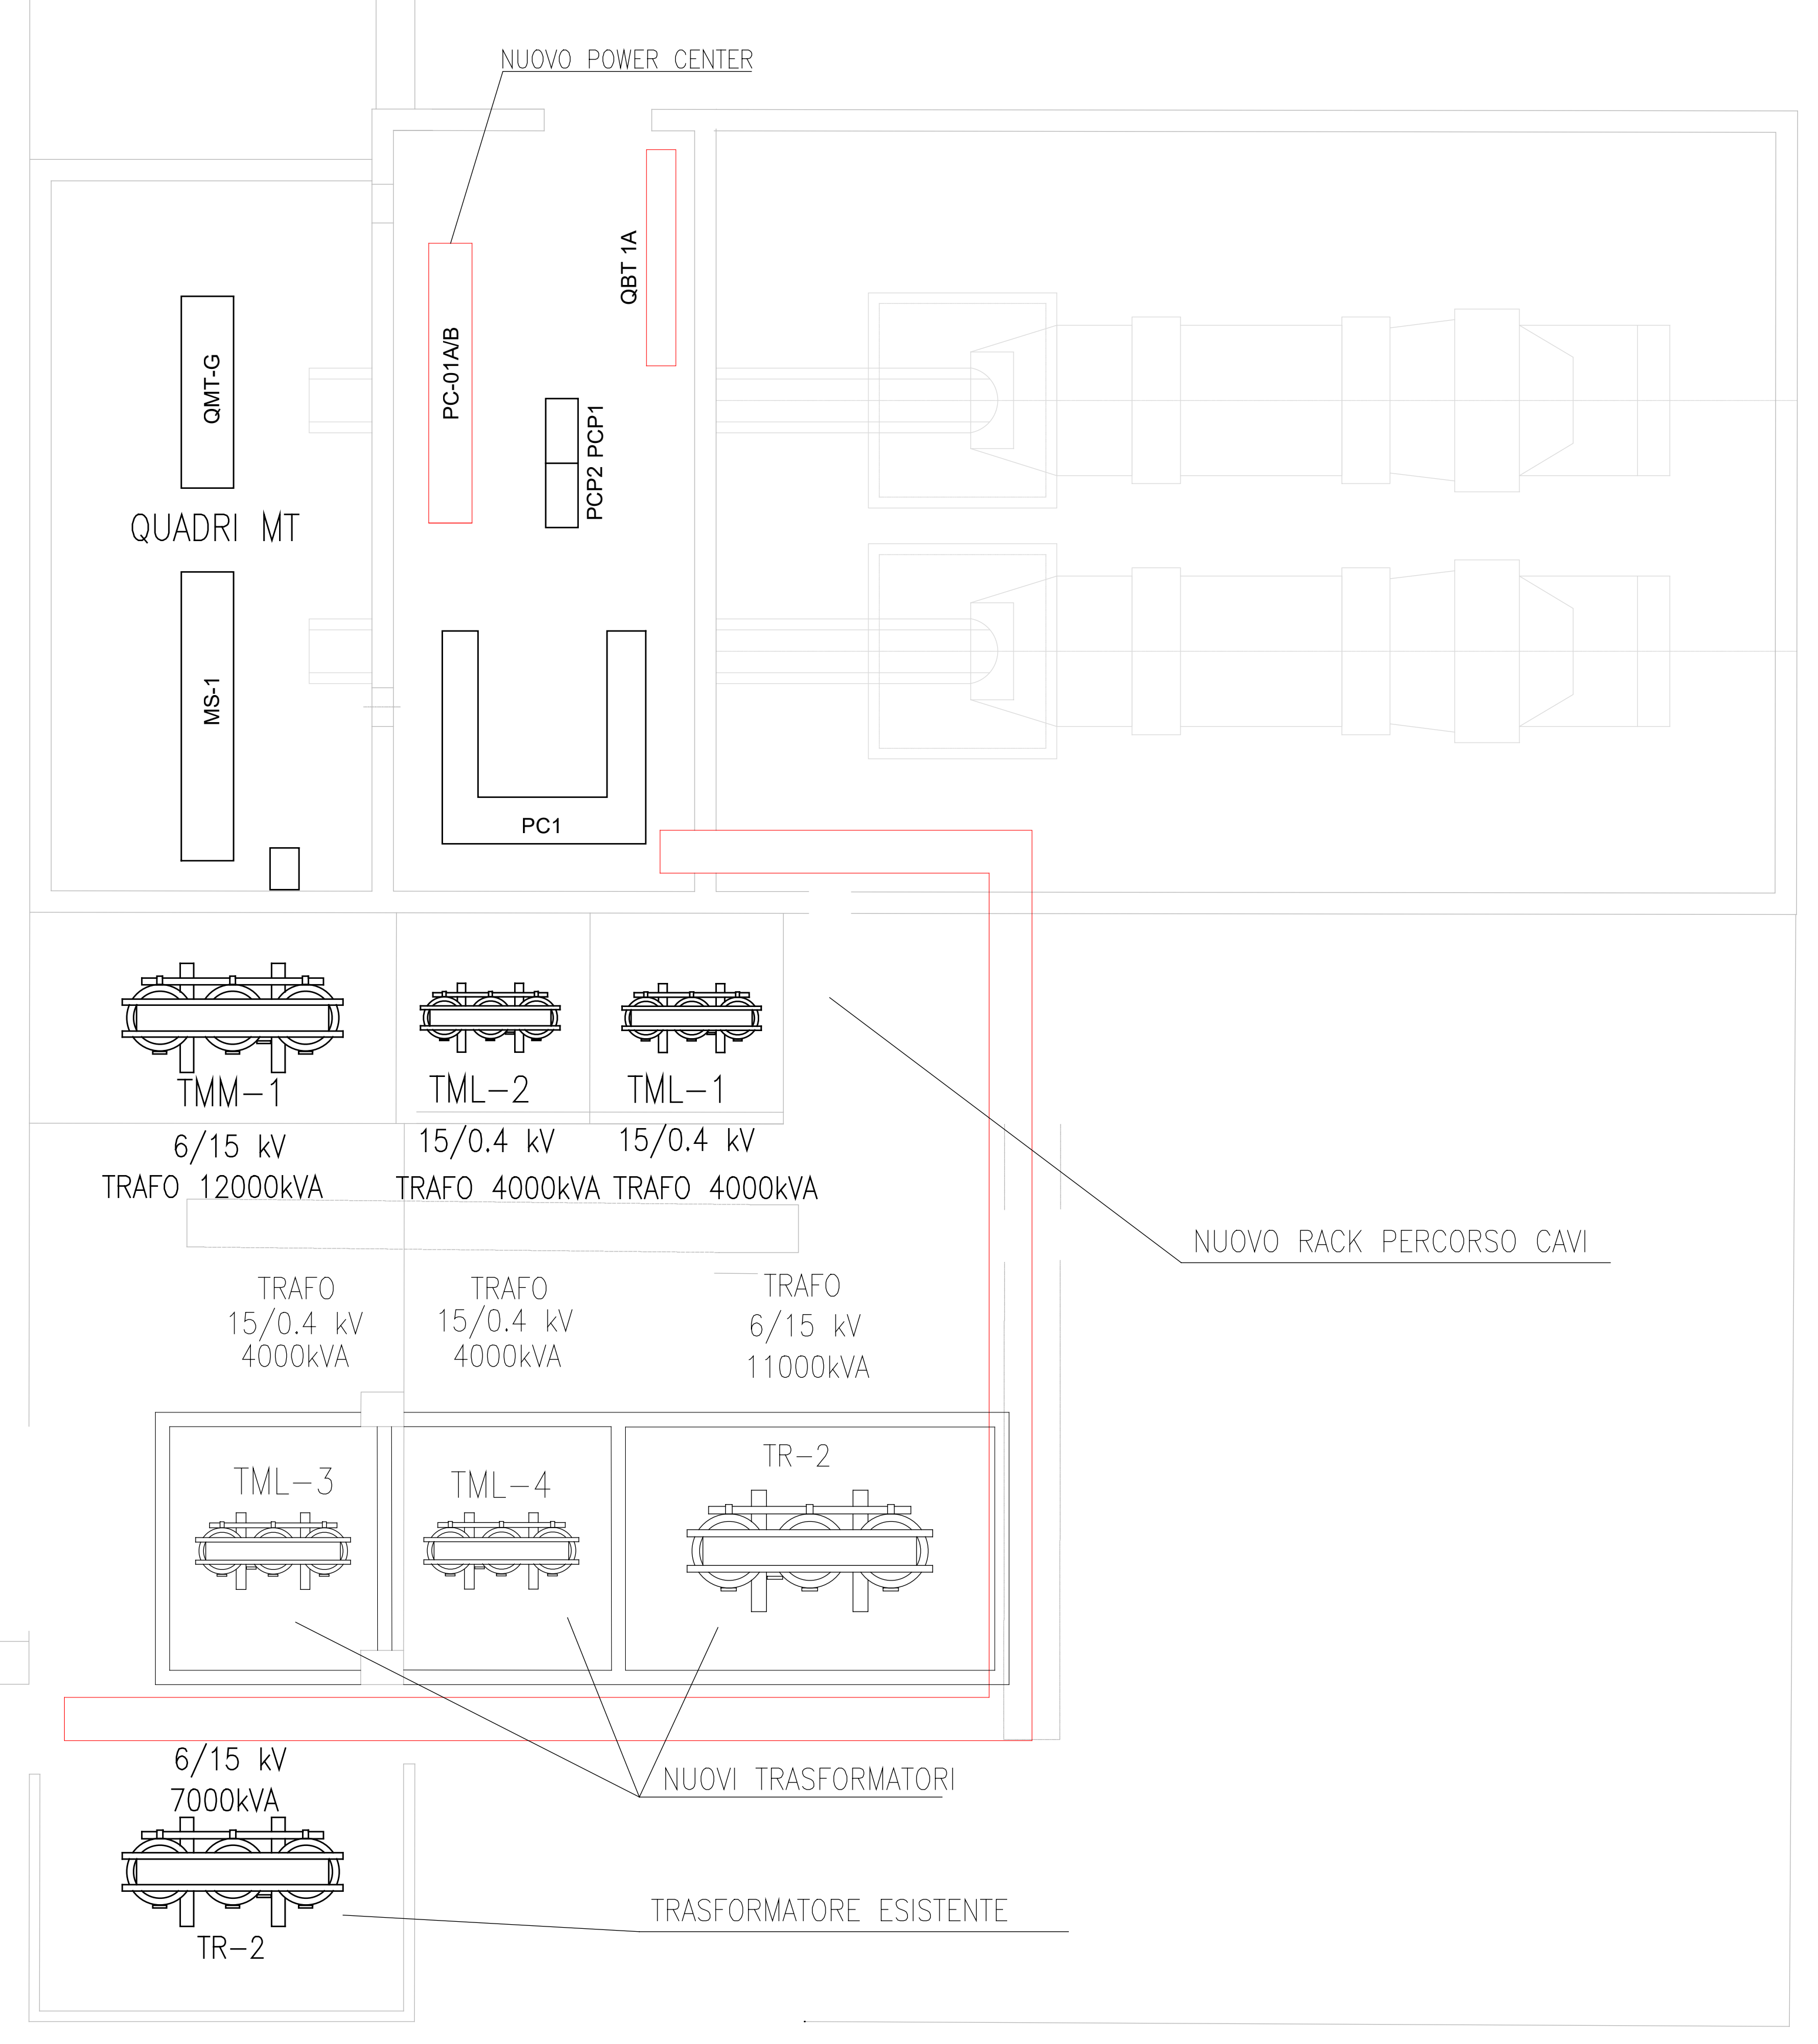 NUOVO POWER CENTER
QBT 1A
PC-01A/B
QMT-G
PCP2 PCP1
QUADRI MT
MS-1
PC1
TMM-1
TML-2
TML-1
6/15 kV
15/0.4 kV
15/0.4 kV
TRAFO 12000kVA
TRAFO 4000kVA
TRAFO 4000kVA
NUOVO RACK PERCORSO CAVI
TRAFO
15/0.4 kV
4000kVA
TRAFO
15/0.4 kV
4000kVA
TRAFO
6/15 kV
11000kVA
TML-3
TML-4
TR-2
6/15 kV
7000kVA
NUOVI TRASFORMATORI
TRASFORMATORE ESISTENTE
TR-2